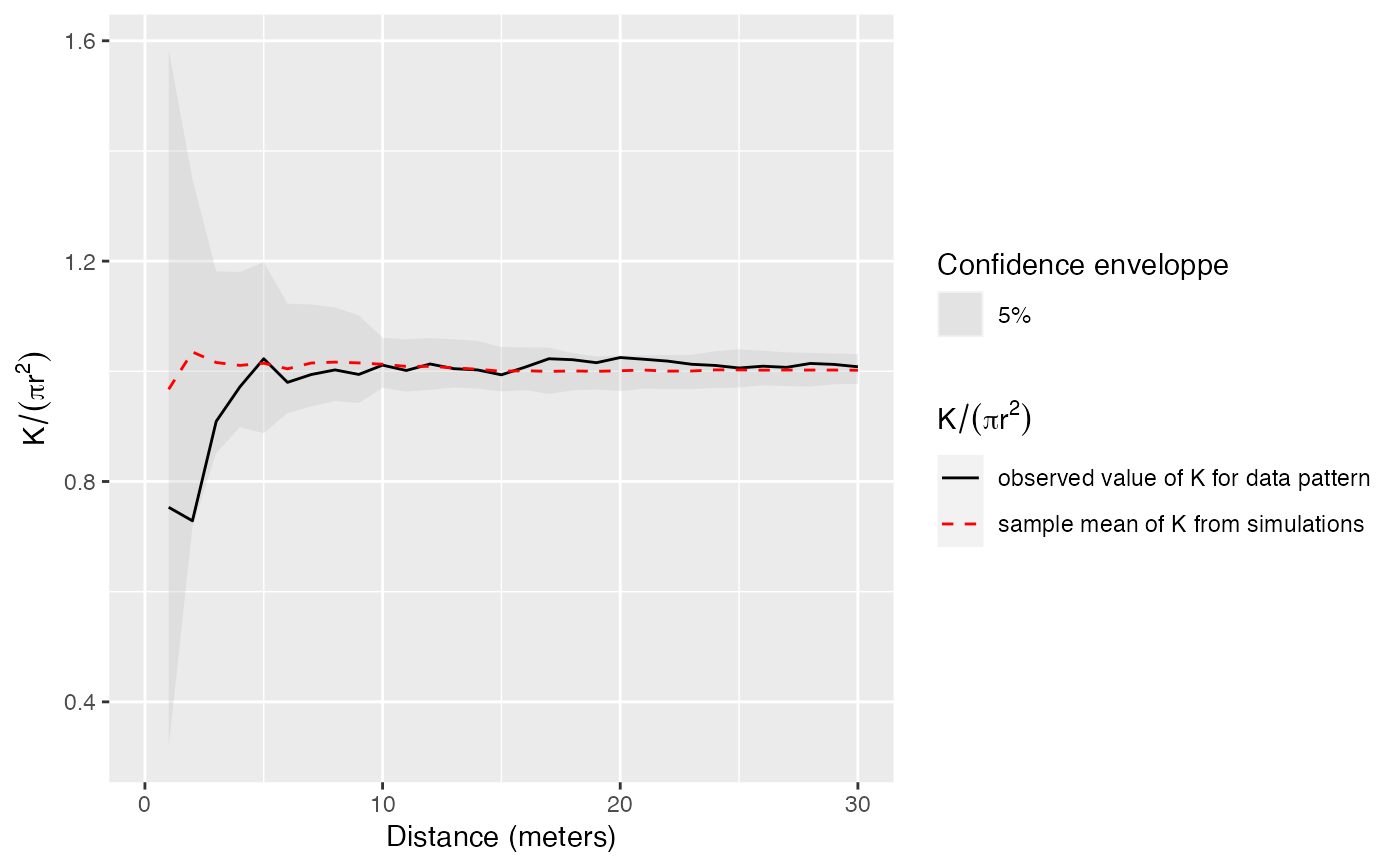 1.6
1.2
0.8
0.4
K/(πr²)
0 10 20 30
Distance (meters)
Confidence enveloppe
5%
K/(πr²)
observed value of K for data pattern
sample mean of K from simulations